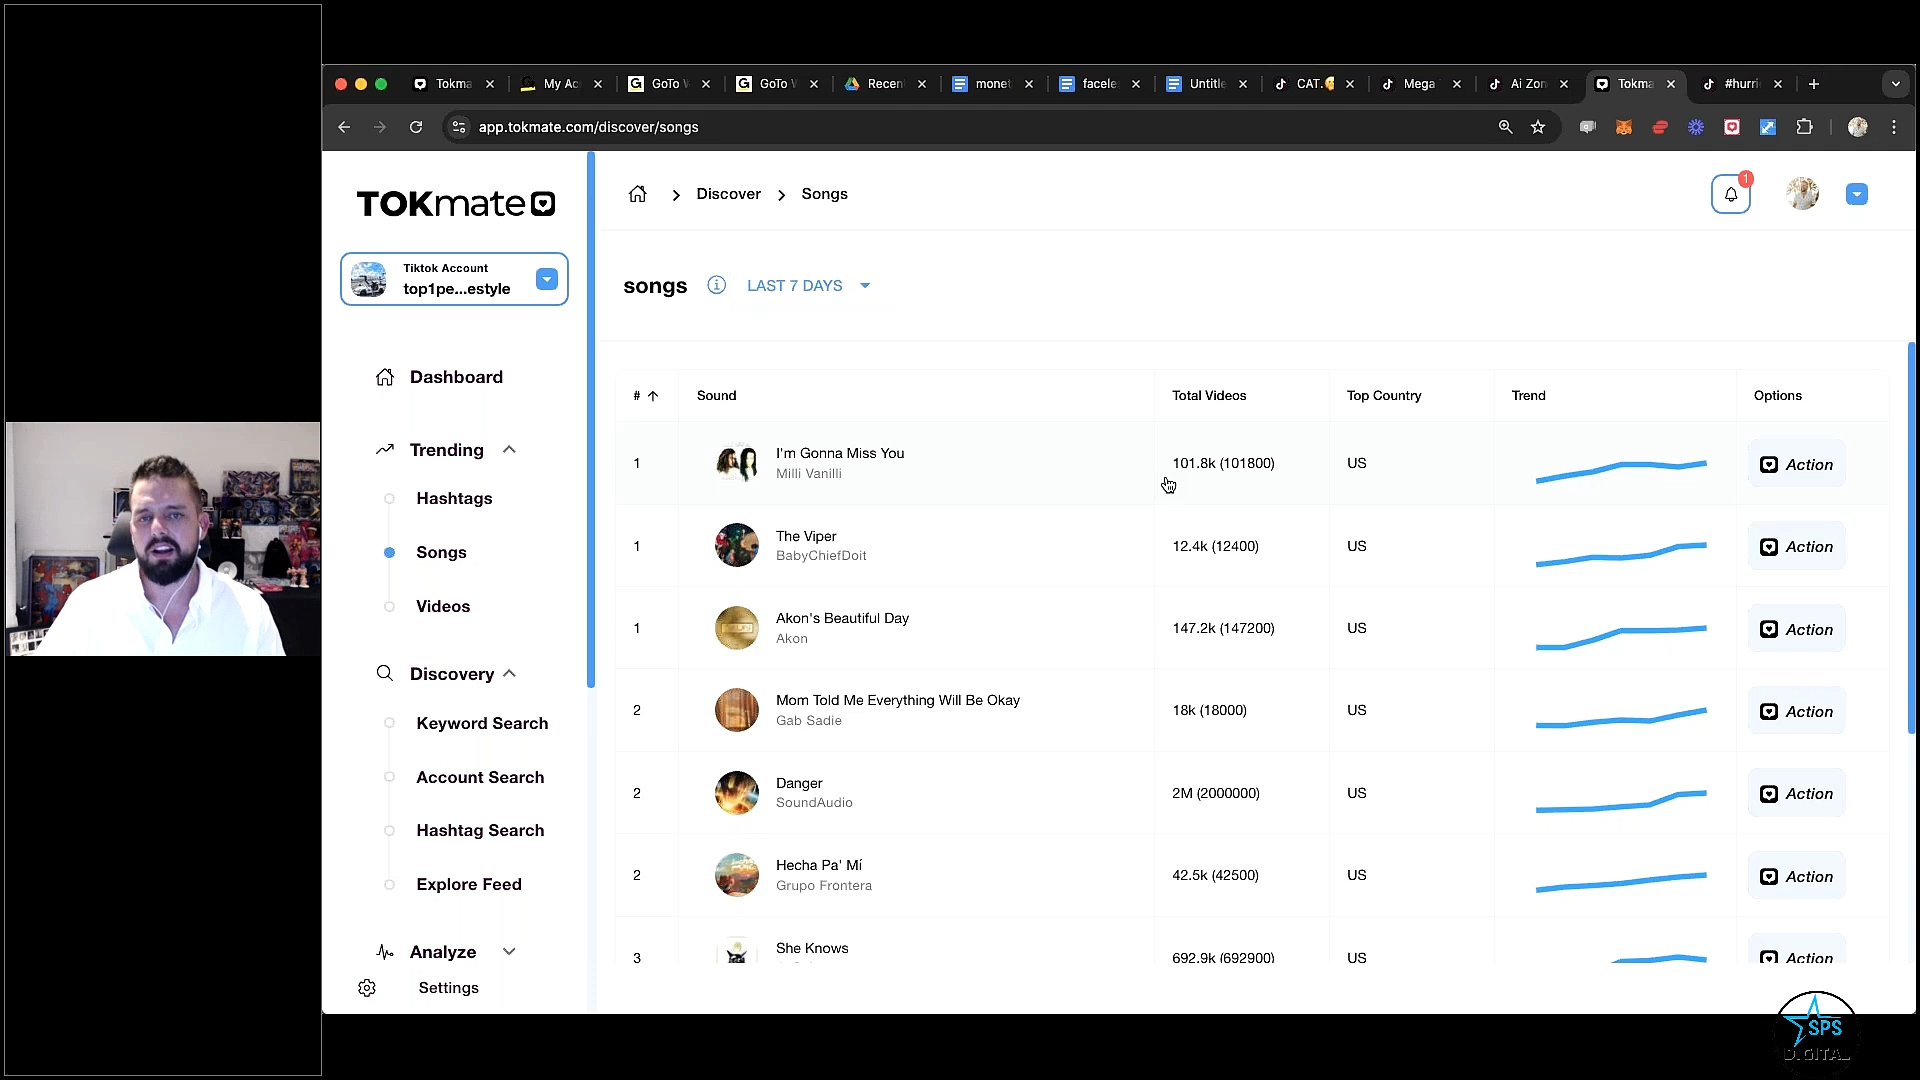 Tokma
My Ac
GoTo W
GoTo W
Recen
monet
faceles
Untitle
CAT.
Mega
Ai Zon
Tokma
#hurri
app.tokmate.com/discover/songs
TOKmate
Tiktok Account
top1pe...estyle
Dashboard
Trending
Hashtags
Songs
Videos
Discovery
Keyword Search
Account Search
Hashtag Search
Explore Feed
Analyze
Settings
Discover
Songs
1
songs
LAST 7 DAYS
# Sound Total Videos Top Country Trend Options
1 I'm Gonna Miss You 101.8k (101800) US Action
Milli Vanilli
1 The Viper 12.4k (12400) US Action
BabyChiefDoit
1 Akon's Beautiful Day 147.2k (147200) US Action
Akon
2 Mom Told Me Everything Will Be Okay 18k (18000) US Action
Gab Sadie
2 Danger 2M (2000000) US Action
SoundAudio
2 Hecha Pa' Mí 42.5k (42500) US Action
Grupo Frontera
3 She Knows 692.9k (692900) US Action
SPS
DIGITAL